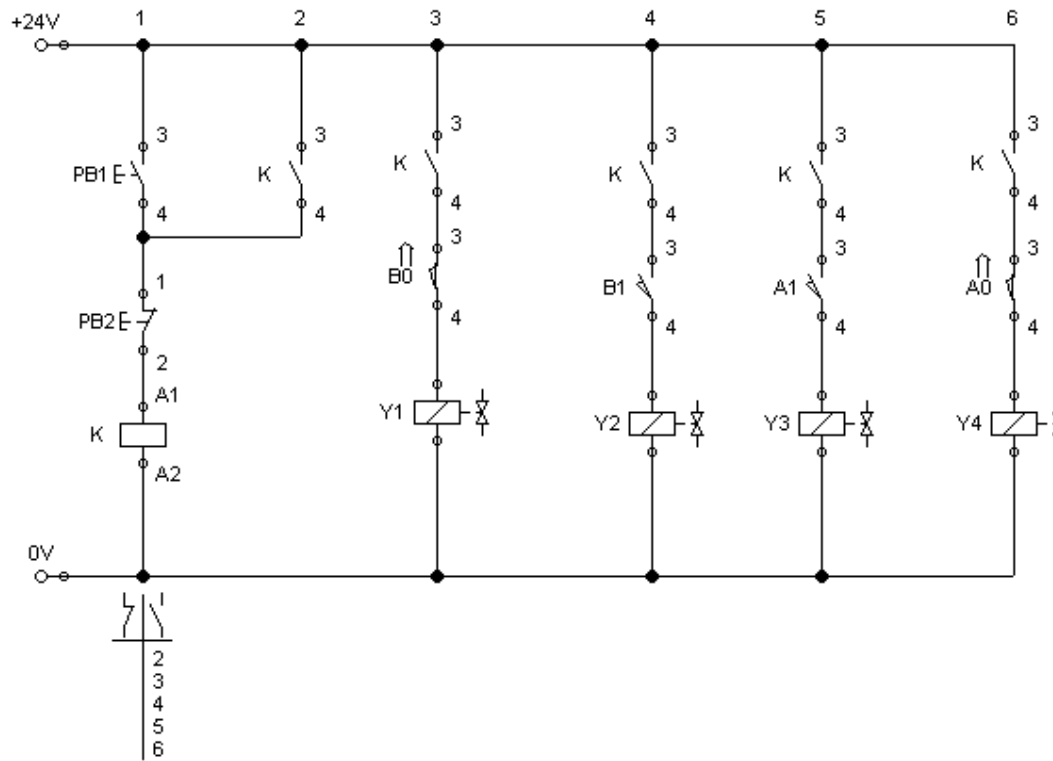 +24V 1 2 3 4 5 6
3 3 3 3 3 3
PB1 K K K K K
4 4 4 4 4 4
3 3 3 3
1 B0 B1 A1 A0
PB2 4 4 4 4
2
A1
Y1 Y2 Y3 Y4
K
A2
0V
2
3
4
5
6